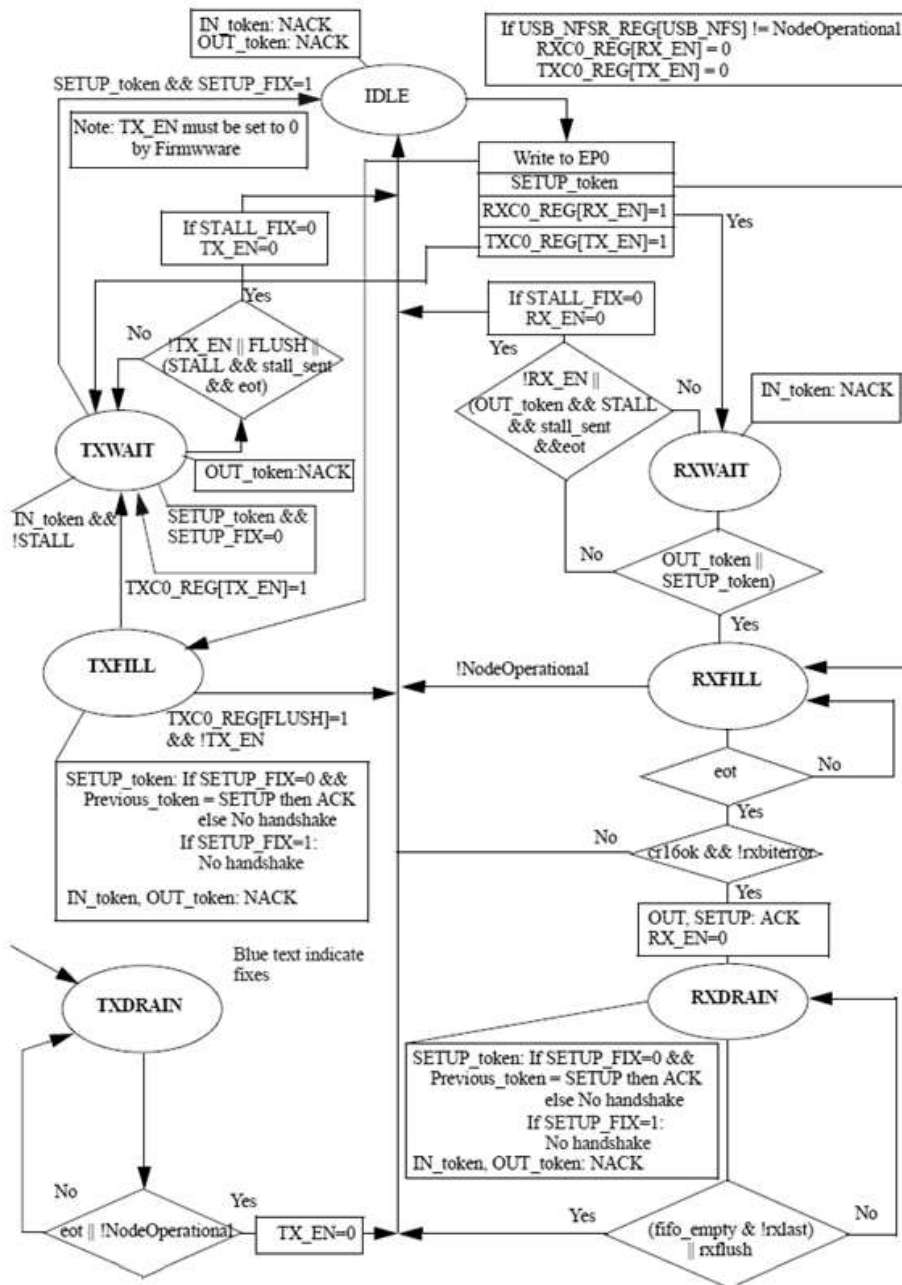 IN_token: NACK
OUT_token: NACK
If USB_NFSR_REG[USB_NFS] != NodeOperational
RXC0_REG[RX_EN] = 0
TXC0_REG[TX_EN] = 0
SETUP_token && SETUP_FIX=1
IDLE
Note: TX_EN must be set to 0
by Firmwware
Write to EP0
SETUP_token
RXC0_REG[RX_EN]=1
TXC0_REG[TX_EN]=1
Yes
If STALL_FIX=0
TX_EN=0
Yes
No
!TX_EN || FLUSH ||
(STALL && stall_sent
&& eot)
If STALL_FIX=0
RX_EN=0
Yes
!RX_EN ||
(OUT_token && STALL
&& stall_sent
&&eot
No
IN_token: NACK
TXWAIT
OUT_token:NACK
RXWAIT
IN_token &&
!STALL
SETUP_token &&
SETUP_FIX=0
TXC0_REG[TX_EN]=1
No
OUT_token ||
SETUP_token)
Yes
TXFILL
!NodeOperational
RXFILL
TXC0_REG[FLUSH]=1
&& !TX_EN
eot
No
Yes
SETUP_token: If SETUP_FIX=0 &&
Previous_token = SETUP then ACK
else No handshake
If SETUP_FIX=1:
No handshake
IN_token, OUT_token: NACK
No
cr16ok && !rxbiterror
Yes
OUT, SETUP: ACK
RX_EN=0
Blue text indicate
fixes
TXDRAIN
RXDRAIN
SETUP_token: If SETUP_FIX=0 &&
Previous_token = SETUP then ACK
else No handshake
If SETUP_FIX=1:
No handshake
IN_token, OUT_token: NACK
No
eot || !NodeOperational
Yes
TX_EN=0
Yes
(fifo_empty & !rxlast)
|| rxflush
No